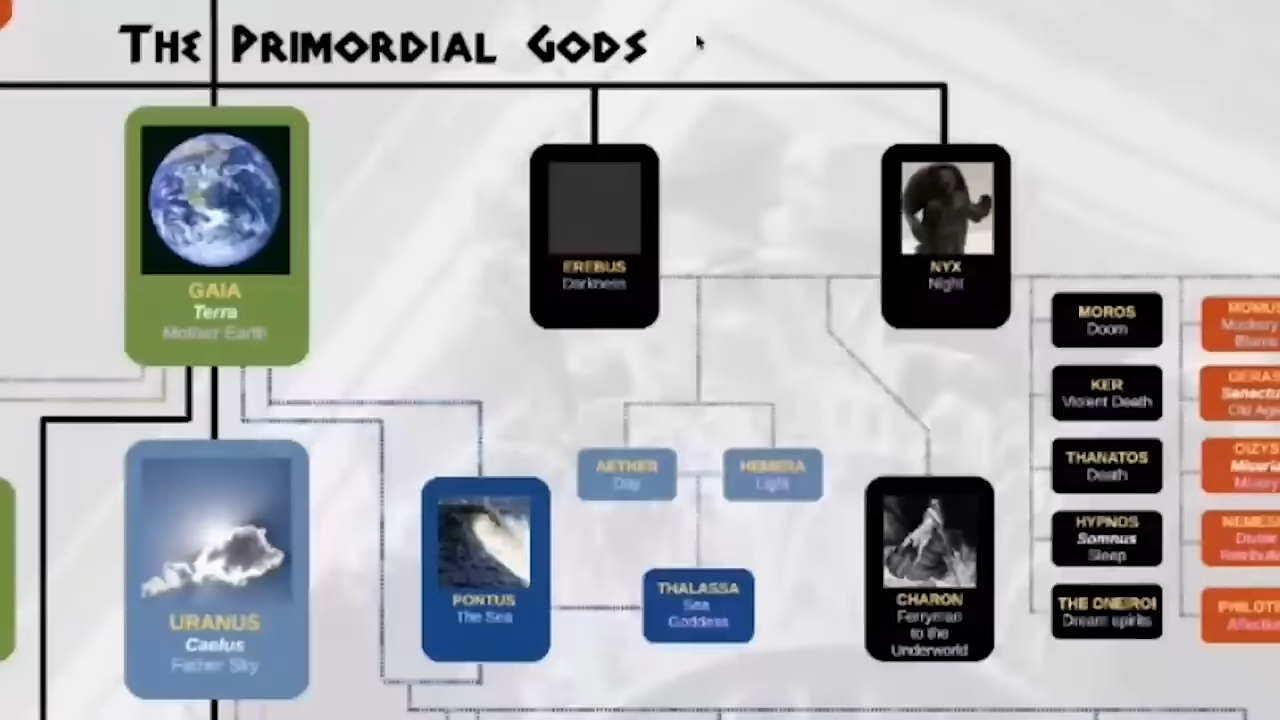 THE PRIMORDIAL GODS
GAIA
Terra
Mother Earth
EREBUS
Darkness
NYX
Night
MOROS
Doom
KER
Violent Death
THANATOS
Death
HYPNOS
Somnus
Sleep
THE ONEIROI
Dream spirits
AETHER
Day
HEMERA
Light
URANUS
Caelus
Father Sky
PONTUS
The Sea
THALASSA
Sea
Goddess
CHARON
Ferryman
to the
Underworld